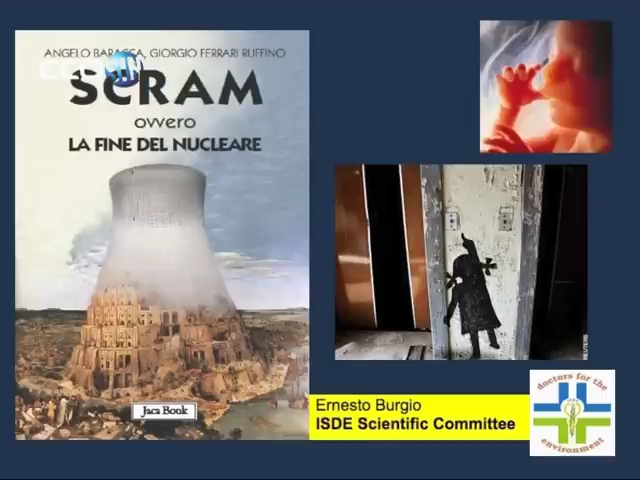 ANGELO BARACCA, GIORGIO FERRARI RUFFINO
SCRAM
ovvero
LA FINE DEL NUCLEARE
Jaca Book
Ernesto Burgio
ISDE Scientific Committee
doctors for the
environment